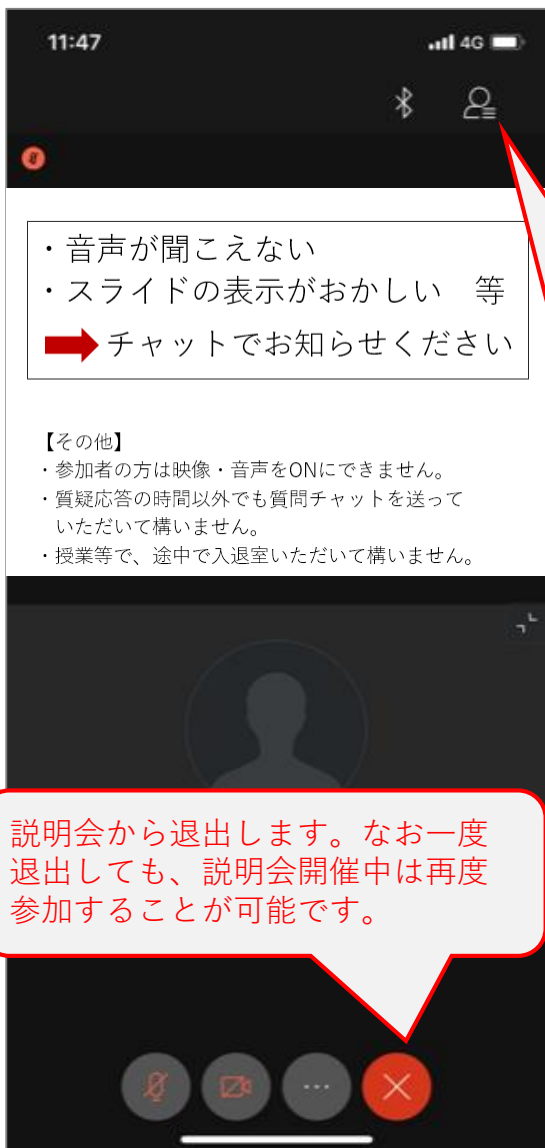 11:47
4G
・音声が聞こえない
・スライドの表示がおかしい　等
チャットでお知らせください
【その他】
・参加者の方は映像・音声をONにできません。
・質疑応答の時間以外でも質問チャットを送って
いただいて構いません。
・授業等で、途中で入退室いただいて構いません。
説明会から退出します。なお一度
退出しても、説明会開催中は再度
参加することが可能です。